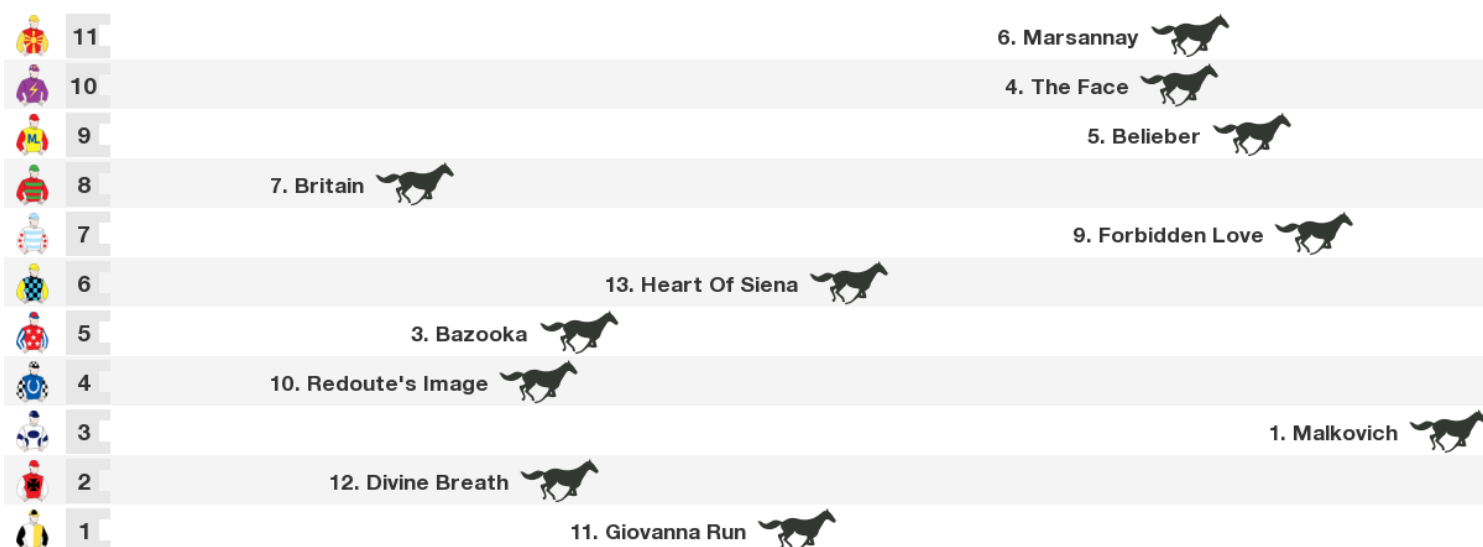 11 6. Marsannay
10 4. The Face
ML 9 5. Belieber
8 7. Britain
7 9. Forbidden Love
6 13. Heart Of Siena
5 3. Bazooka
4 10. Redoute's Image
3 1. Malkovich
2 12. Divine Breath
1 11. Giovanna Run